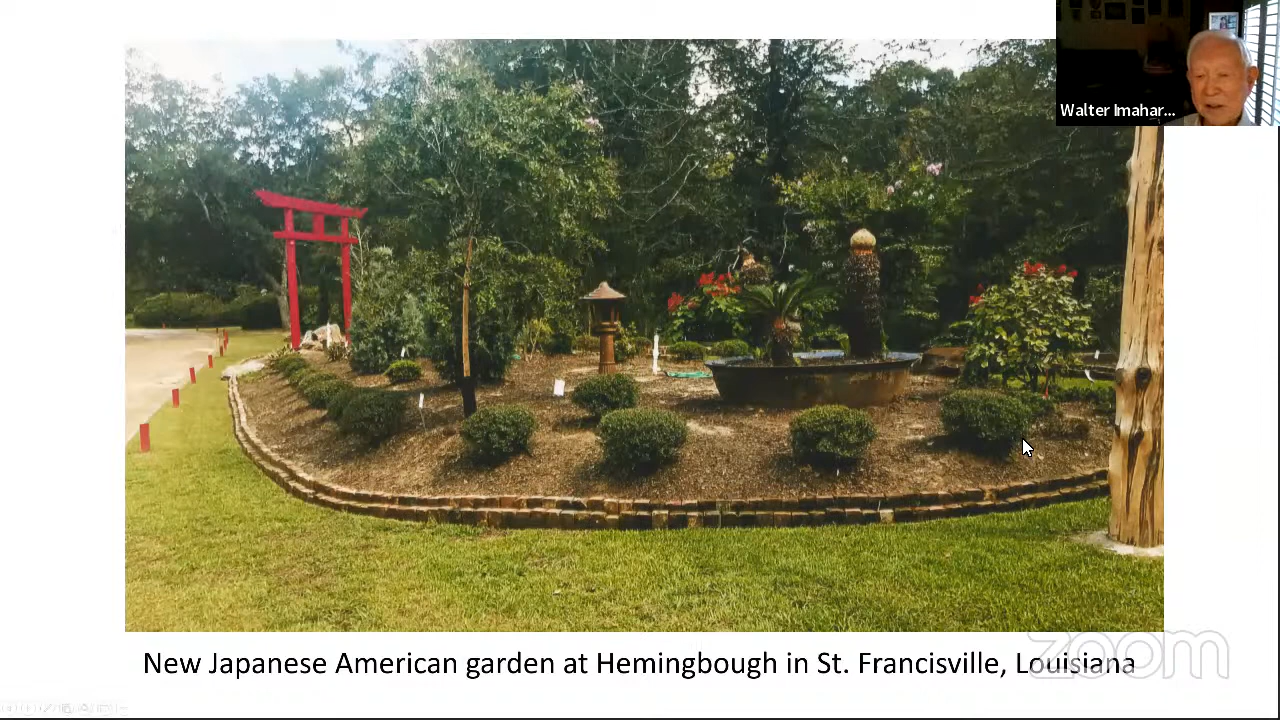 Walter Imahar...
New Japanese American garden at Hemingbough in St. Francisville, Louisiana
zoom